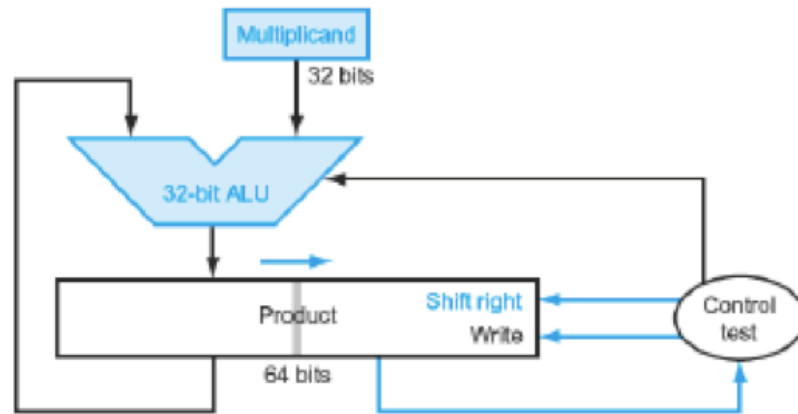 Multiplicand
32 bits
32-bit ALU
Product
Shift right
Write
64 bits
Control
test